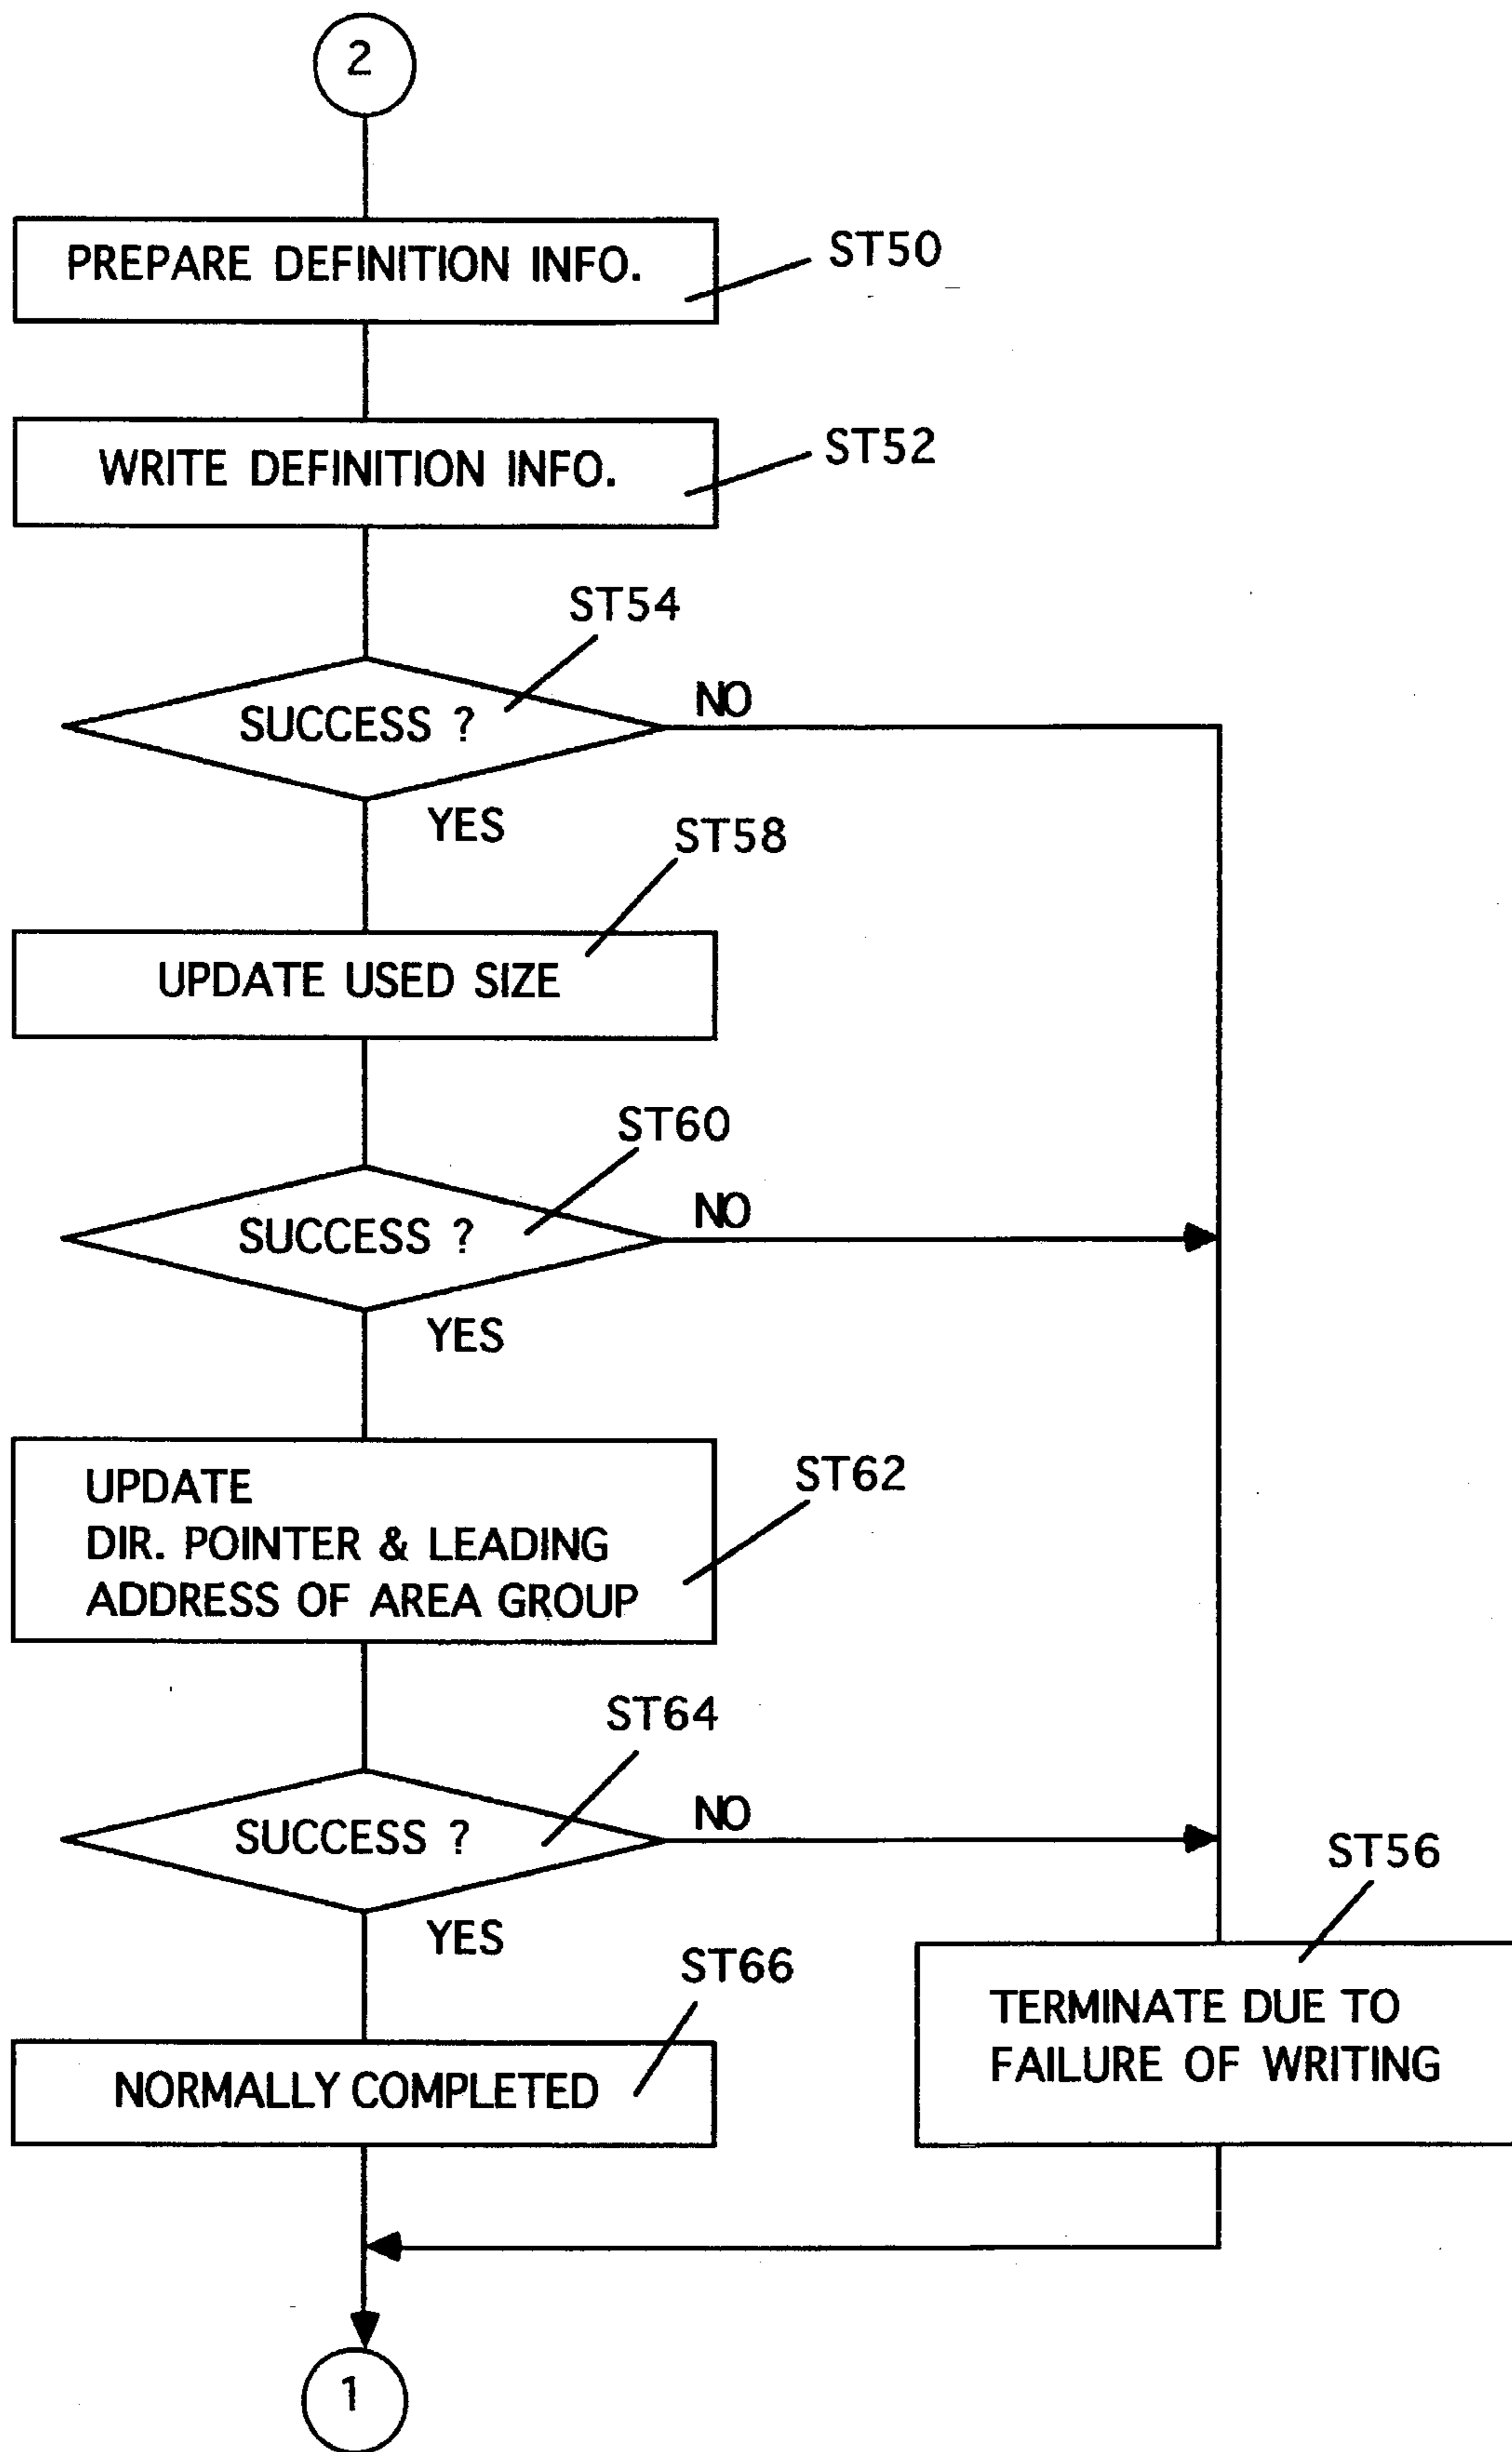 2
PREPARE DEFINITION INFO.
ST50
WRITE DEFINITION INFO.
ST52
ST54
SUCCESS ?
NO
YES
ST58
UPDATE USED SIZE
ST60
SUCCESS ?
NO
YES
UPDATE
DIR. POINTER & LEADING
ADDRESS OF AREA GROUP
ST62
ST64
SUCCESS ?
NO
YES
ST56
TERMINATE DUE TO
FAILURE OF WRITING
ST66
NORMALLY COMPLETED
1